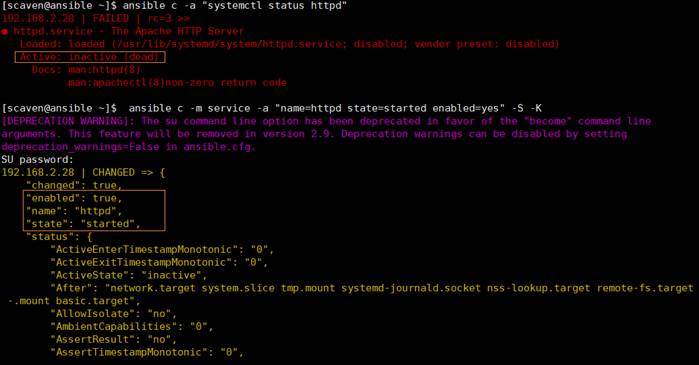 [scaven@ansible ~]$ ansible c -a "systemctl status httpd"
192.168.2.28 | FAILED | rc=3 >>
● httpd.service - The Apache HTTP Server
Loaded: loaded (/usr/lib/systemd/system/httpd.service; disabled; vendor preset: disabled)
Active: inactive (dead)
Docs: man:httpd(8)
man:apachectl(8)non-zero return code
[scaven@ansible ~]$ ansible c -m service -a "name=httpd state=started enabled=yes" -S -K
[DEPRECATION WARNING]: The su command line option has been deprecated in favor of the "become" command line
arguments. This feature will be removed in version 2.9. Deprecation warnings can be disabled by setting
deprecation_warnings=False in ansible.cfg.
SU password:
192.168.2.28 | CHANGED => {
"changed": true,
"enabled": true,
"name": "httpd",
"state": "started",
"status": {
"ActiveEnterTimestampMonotonic": "0",
"ActiveExitTimestampMonotonic": "0",
"ActiveState": "inactive",
"After": "network.target system.slice tmp.mount systemd-journald.socket nss-lookup.target remote-fs.target
-.mount basic.target",
"AllowIsolate": "no",
"AmbientCapabilities": "0",
"AssertResult": "no",
"AssertTimestampMonotonic": "0",